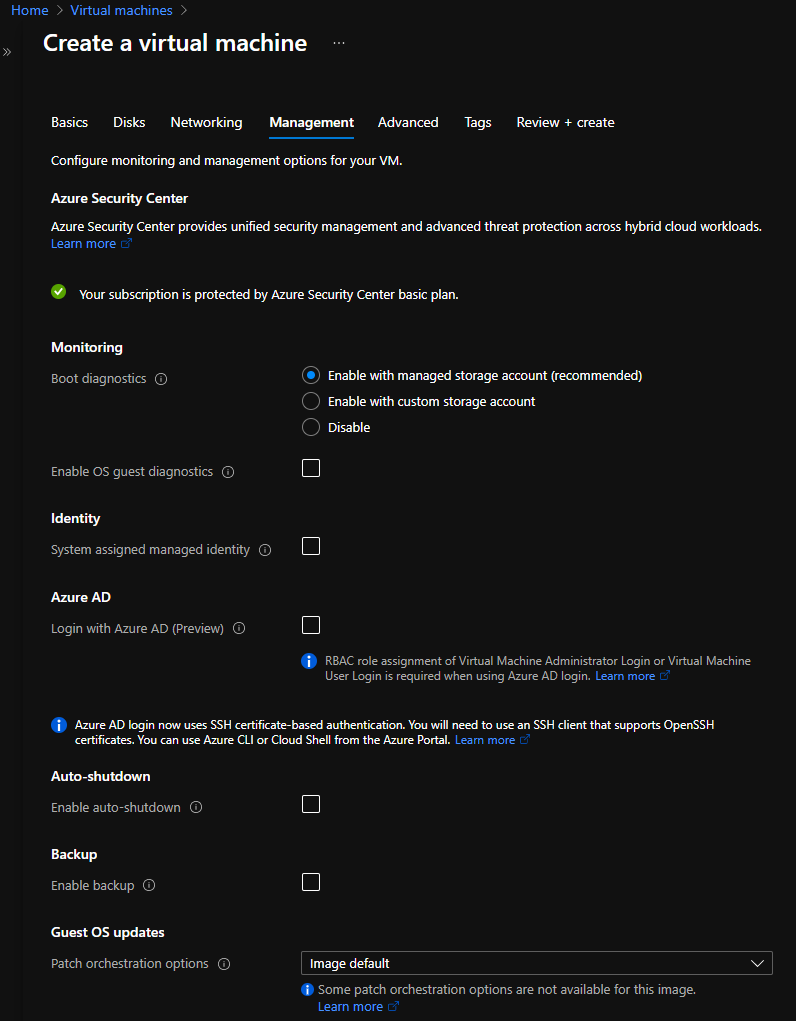 Home > Virtual machines >
»
Create a virtual machine ...
Basics Disks Networking Management Advanced Tags Review + create
Configure monitoring and management options for your VM.
Azure Security Center
Azure Security Center provides unified security management and advanced threat protection across hybrid cloud workloads.
Learn more
Your subscription is protected by Azure Security Center basic plan.
Monitoring
Boot diagnostics
Enable with managed storage account (recommended)
Enable with custom storage account
Disable
Enable OS guest diagnostics
Identity
System assigned managed identity
Azure AD
Login with Azure AD (Preview)
RBAC role assignment of Virtual Machine Administrator Login or Virtual Machine
User Login is required when using Azure AD login. Learn more
Azure AD login now uses SSH certificate-based authentication. You will need to use an SSH client that supports OpenSSH
certificates. You can use Azure CLI or Cloud Shell from the Azure Portal. Learn more
Auto-shutdown
Enable auto-shutdown
Backup
Enable backup
Guest OS updates
Patch orchestration options
Image default
Some patch orchestration options are not available for this image.
Learn more